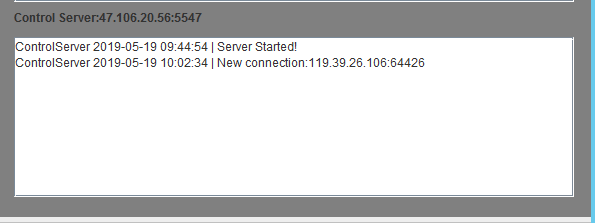 Control Server:47.106.20.56:5547
ControlServer 2019-05-19 09:44:54 | Server Started!
ControlServer 2019-05-19 10:02:34 | New connection:119.39.26.106:64426